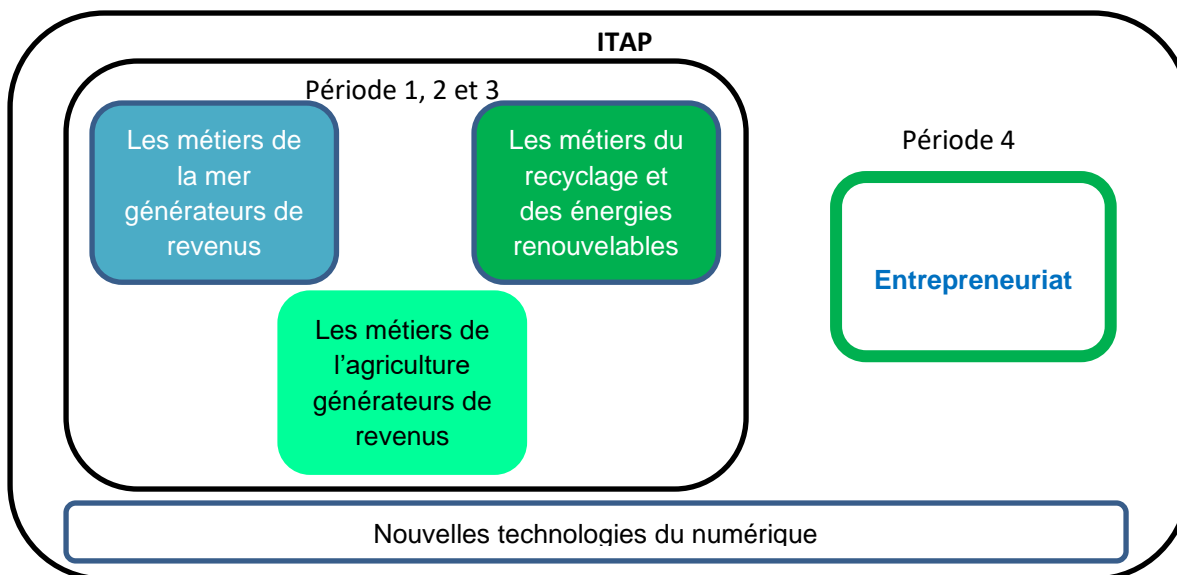 ITAP
Période 1, 2 et 3
Les métiers de
la mer
générateurs de
revenus
Les métiers du
recyclage et
des énergies
renouvelables
Les métiers de
l’agriculture
générateurs de
revenus
Période 4
Entrepreneuriat
Nouvelles technologies du numérique